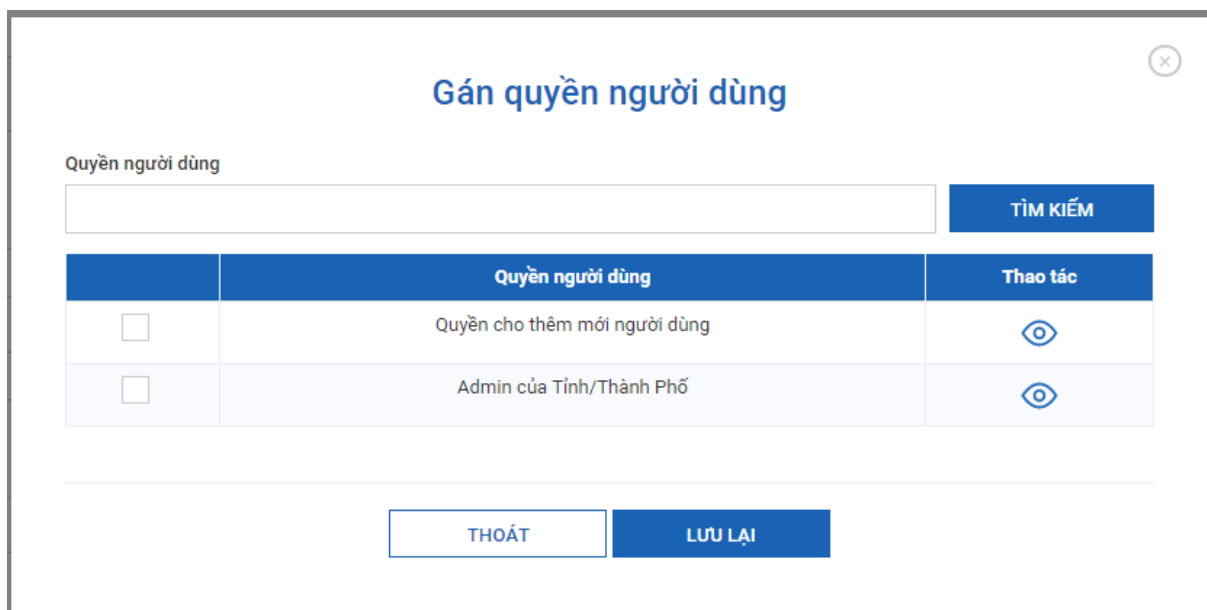 Gán quyền người dùng
Quyền người dùng
TÌM KIẾM
Quyền người dùng Thao tác
Quyền cho thêm mới người dùng
Admin của Tỉnh/Thành Phố
THOÁT LƯU LẠI